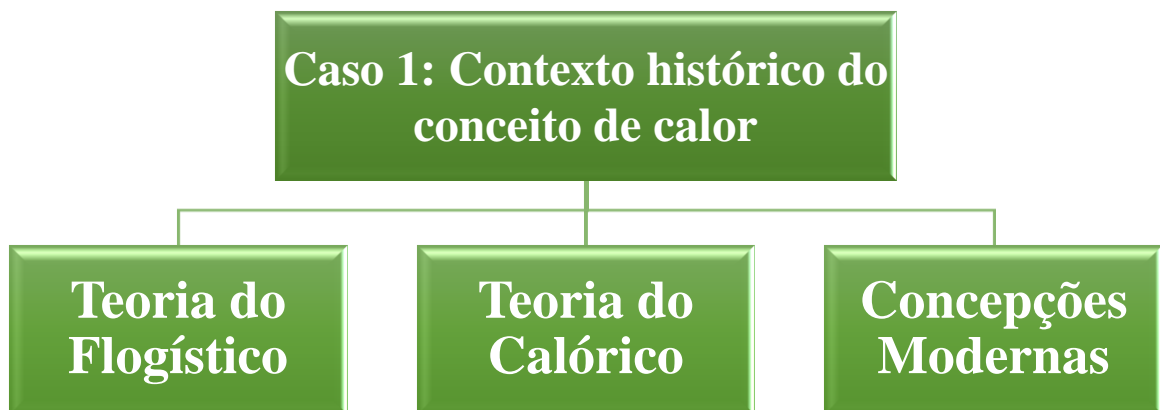 Caso 1: Contexto histórico do
conceito de calor
Teoria do
Flogístico
Teoria do
Calórico
Concepções
Modernas